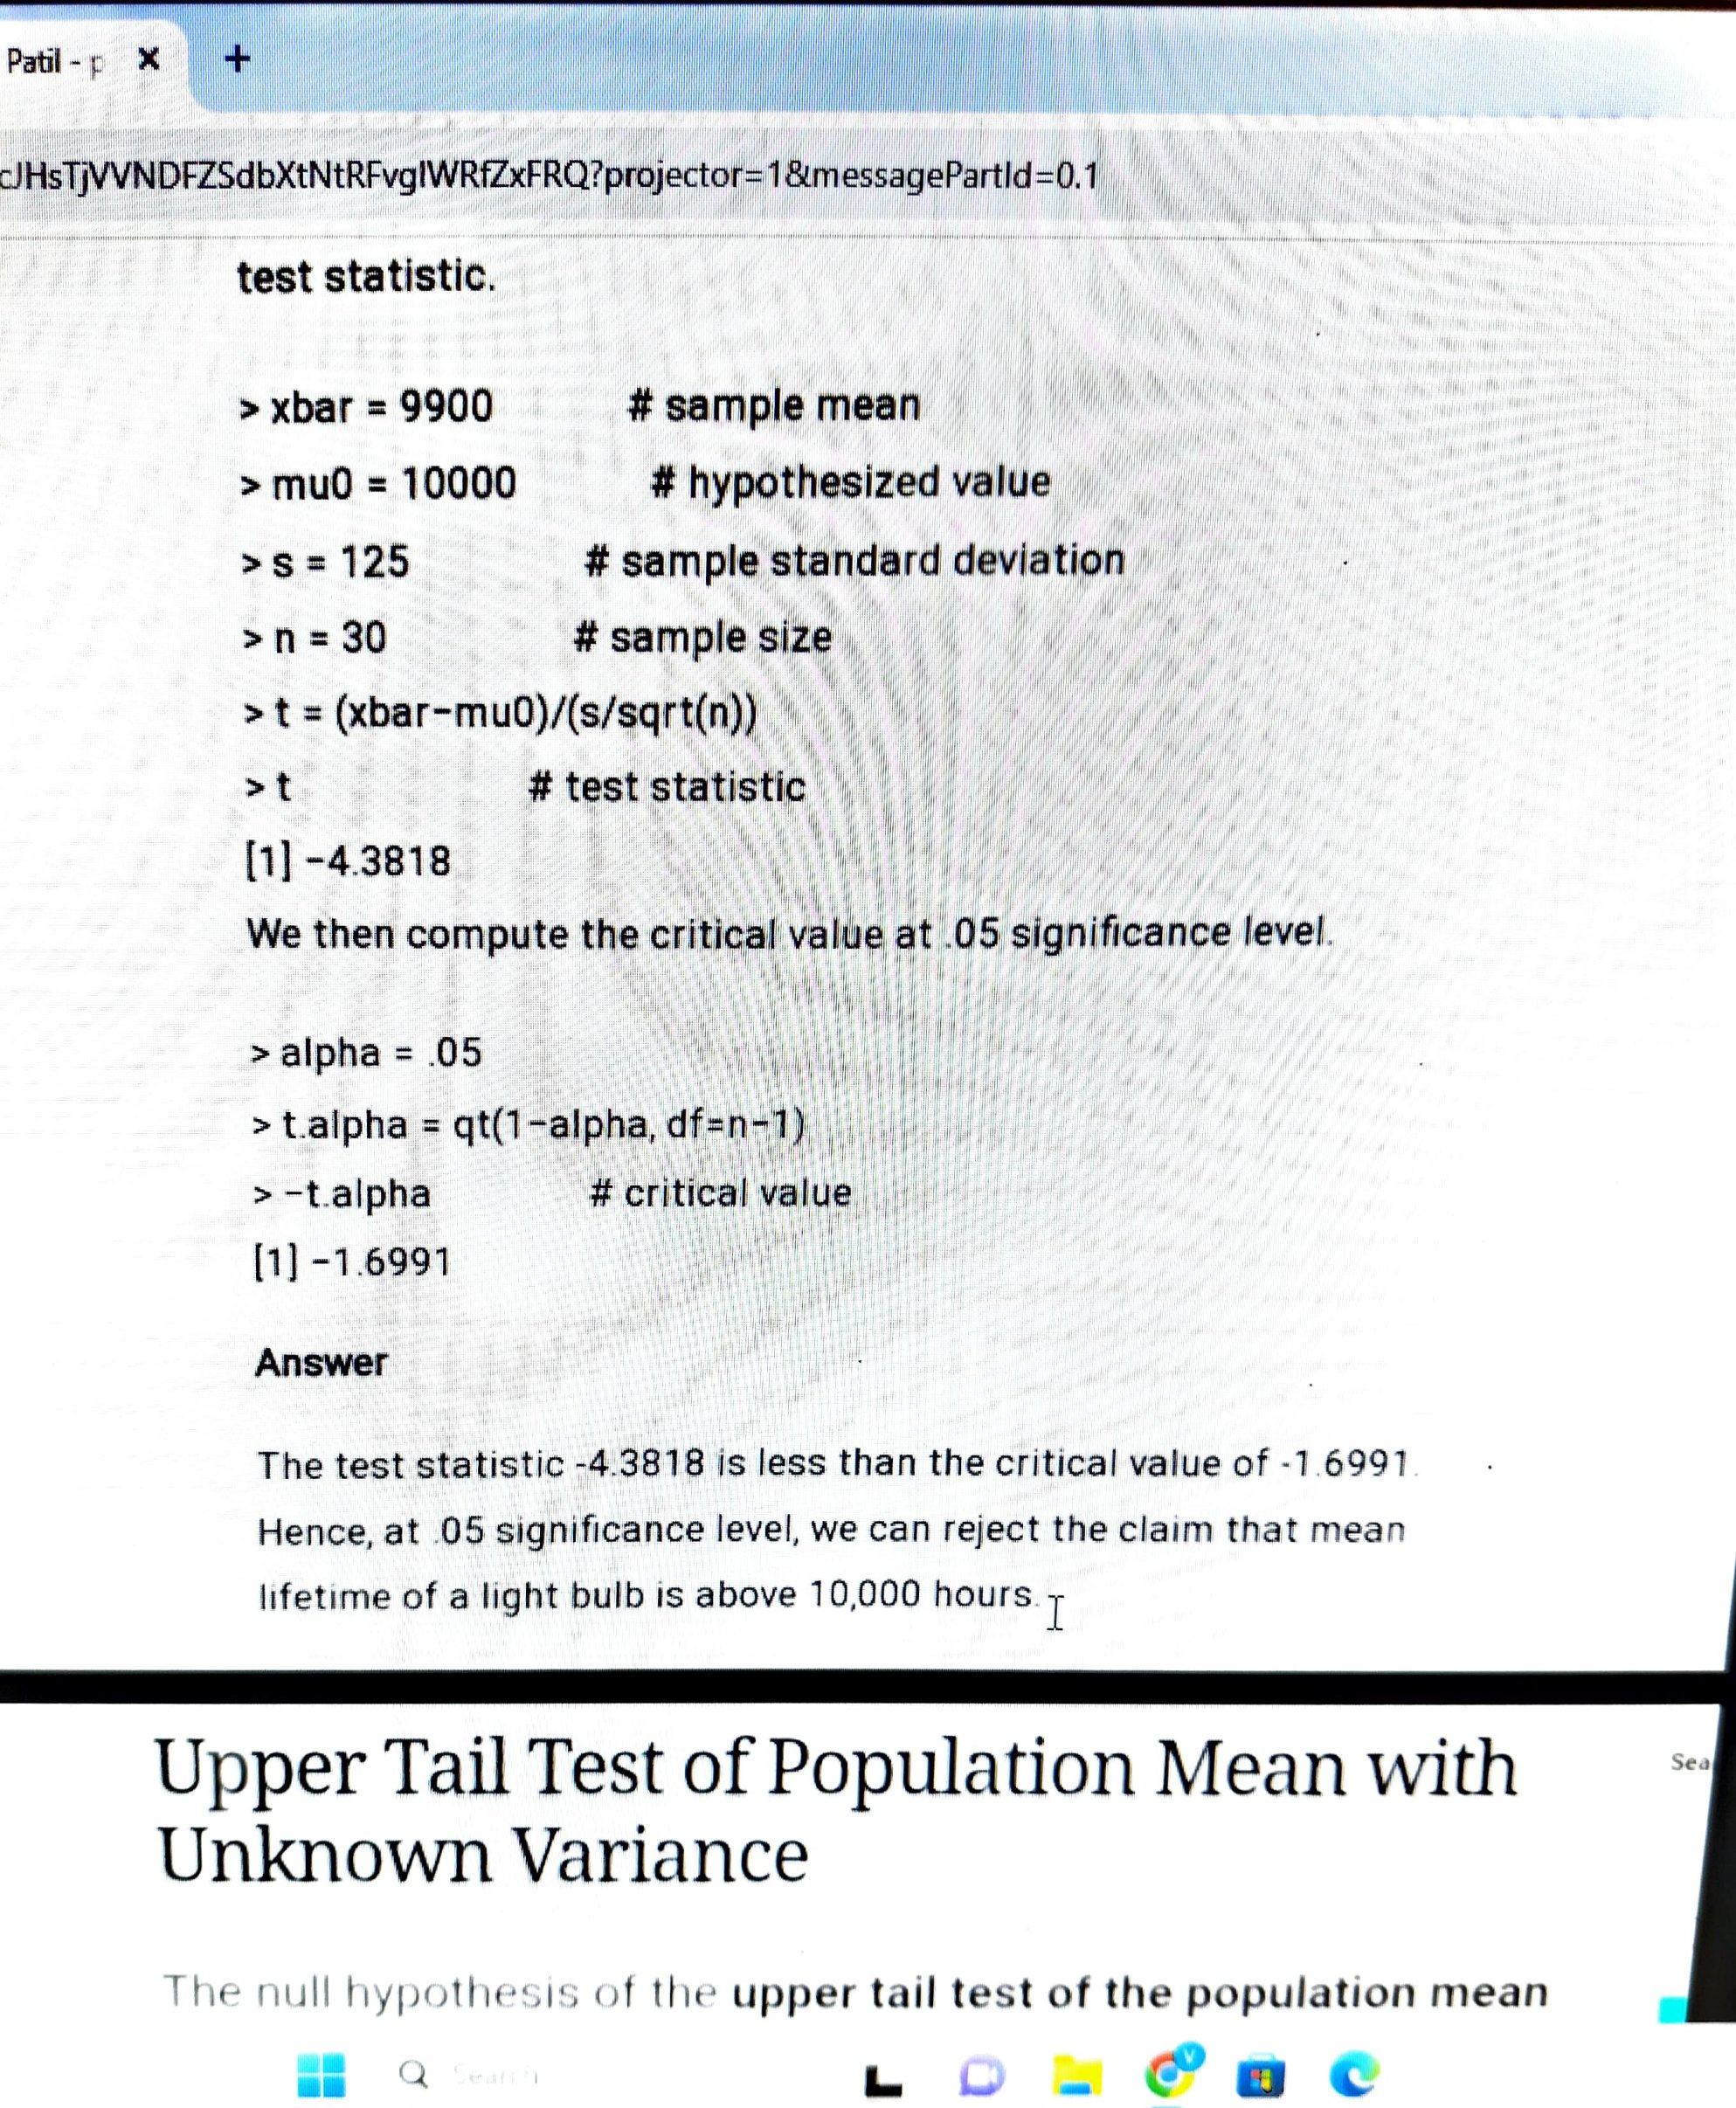 Patil - p
cJHsTjVVNDFZSdbXtNtRFvglWRfZxFRQ?projector=1&messagePartId=0.1
test statistic.
> xbar = 9900 # sample mean
> mu0 = 10000 # hypothesized value
> s = 125 # sample standard deviation
> n = 30 # sample size
> t = (xbar-mu0)/(s/sqrt(n))
> t # test statistic
[1] -4.3818
We then compute the critical value at .05 significance level.
> alpha = .05
> t.alpha = qt(1-alpha, df=n-1)
> -t.alpha # critical value
[1] -1.6991
Answer
The test statistic -4.3818 is less than the critical value of -1.6991.
Hence, at .05 significance level, we can reject the claim that mean
lifetime of a light bulb is above 10,000 hours.
Upper Tail Test of Population Mean with
Sea
Unknown Variance
The null hypothesis of the upper tail test of the population mean
Search
V